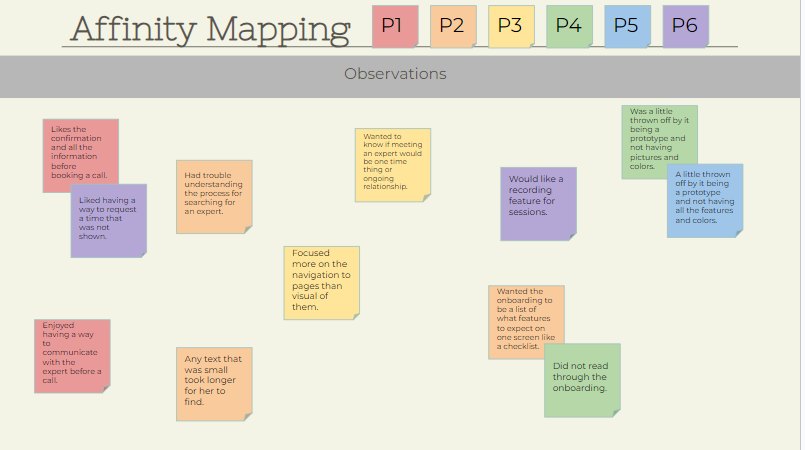 Affinity Mapping
P1
P2
P3
P4
P5
P6
Observations
Likes the
confirmation
and all the
information
before
booking a call.
Liked having a
way to request
a time that
was not
shown.
Had trouble
understanding
the process for
searching for
an expert.
Wanted to
know if meeting
an expert would
be one time
thing or
ongoing
relationship.
Focused
more on the
navigation to
pages than
visual of
them.
Would like a
recording
feature for
sessions.
Was a little
thrown off by it
being a
prototype and
not having
pictures and
colors.
A little thrown
off by it being
a prototype
and not having
all the features
and colors.
Enjoyed
having a way
to
communicate
with the
expert before a
call.
Any text that
was small
took longer
for her to
find.
Wanted the
onboarding to
be a list of
what features
to expect on
one screen like
a checklist.
Did not read
through the
onboarding.